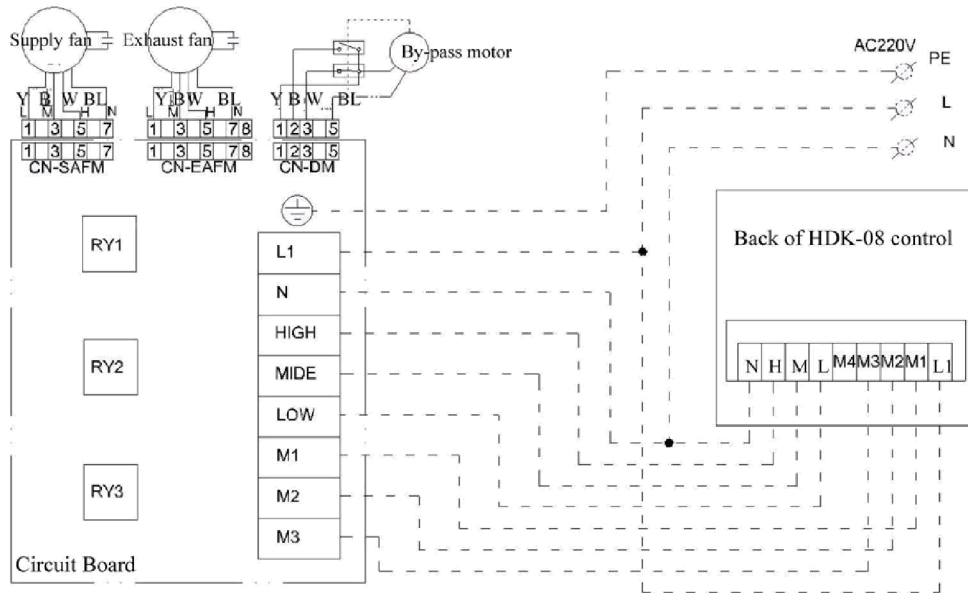 Supply fan
Exhaust fan
By-pass motor
AC220V
PE
L
N
Y B W BL
L M H N
1 3 5 7
1 3 5 7
CN-SAFM
Y B W BL
L M H N
1 3 5 7 8
1 3 5 7 8
CN-EAFM
Y B W BL
1 2 3 5
1 2 3 5
CN-DM
RY1
RY2
RY3
L1
N
HIGH
MIDE
LOW
M1
M2
M3
Circuit Board
Back of HDK-08 control
N H M L M4 M3 M2 M1 L1